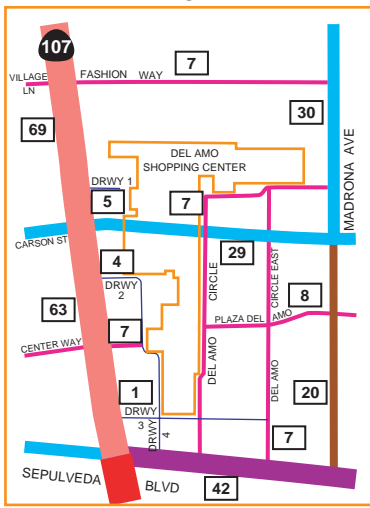 107
7
VILLAGE LN
FASHION WAY
69
30
MADRONA AVE
DEL AMO
SHOPPING CENTER
DRWY 1
5
7
CARSON ST
29
4
DRWY
2
CIRCLE
DEL AMO
CIRCLE EAST
DEL AMO
8
PLAZA DEL AMO
63
7
CENTER WAY
1
20
DRWY
3
DRWY
4
7
SEPULVEDA BLVD
42